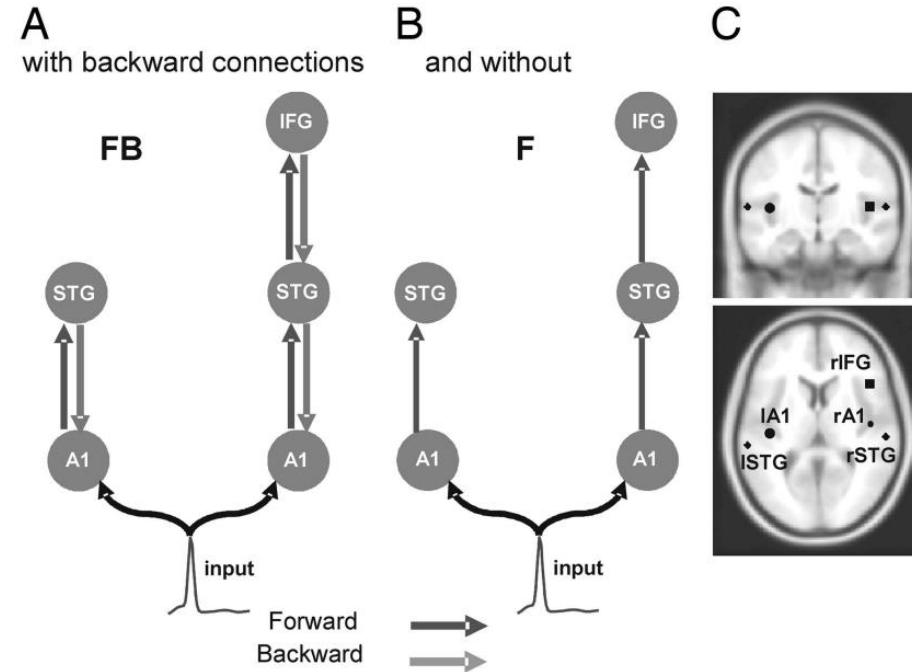 A
with backward connections
FB
IFG
STG
STG
A1
A1
input
B
and without
F
IFG
STG
STG
A1
A1
input
Forward
Backward
C
rIFG
lA1
rA1
lSTG
rSTG